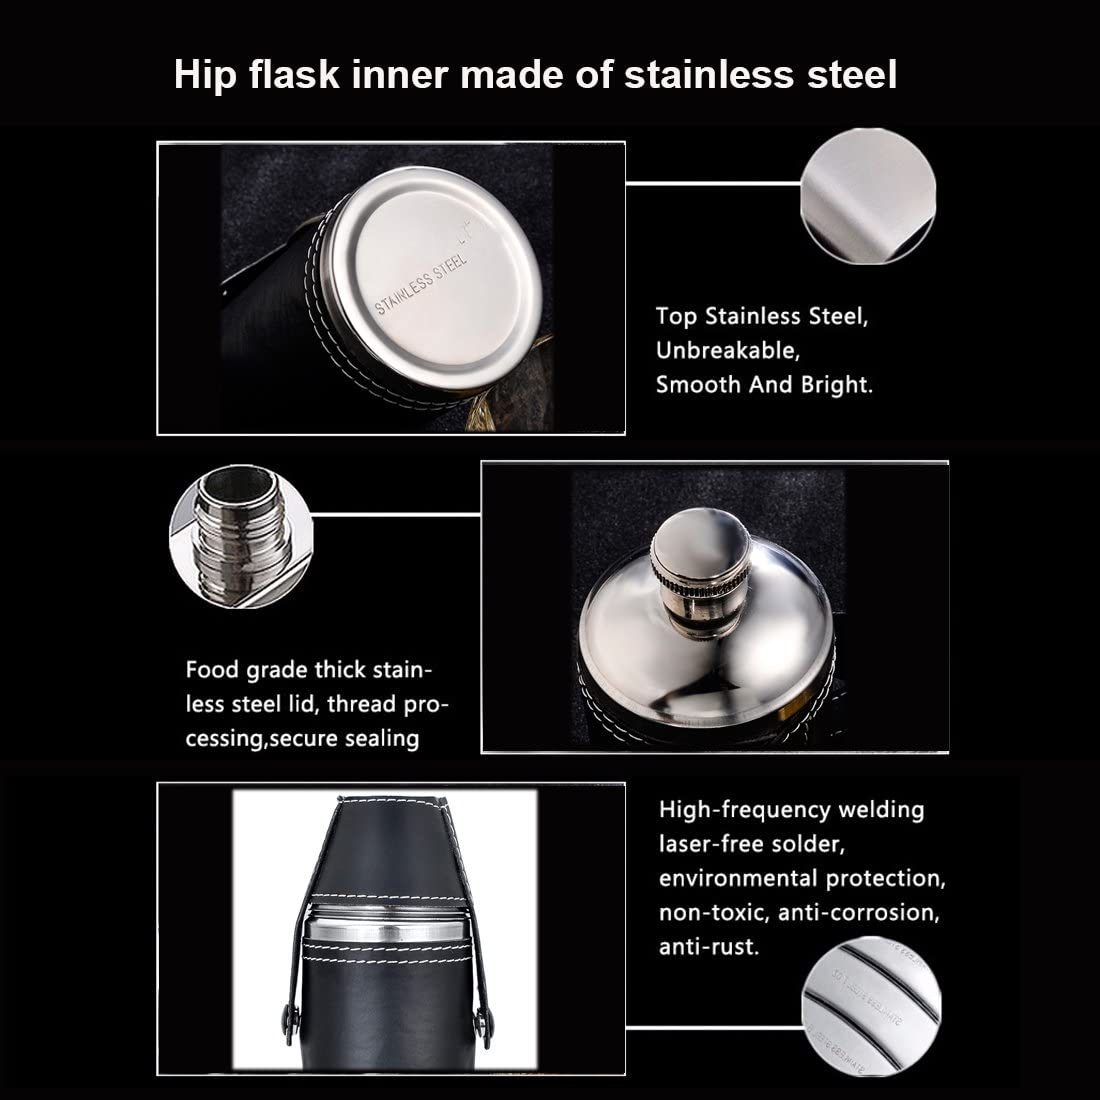 Hip flask inner made of stainless steel
STAINLESS STEEL
Top Stainless Steel,
Unbreakable,
Smooth And Bright.
Food grade thick stain-
less steel lid, thread pro-
cessing,secure sealing
High-frequency welding
laser-free solder,
environmental protection,
non-toxic, anti-corrosion,
anti-rust.